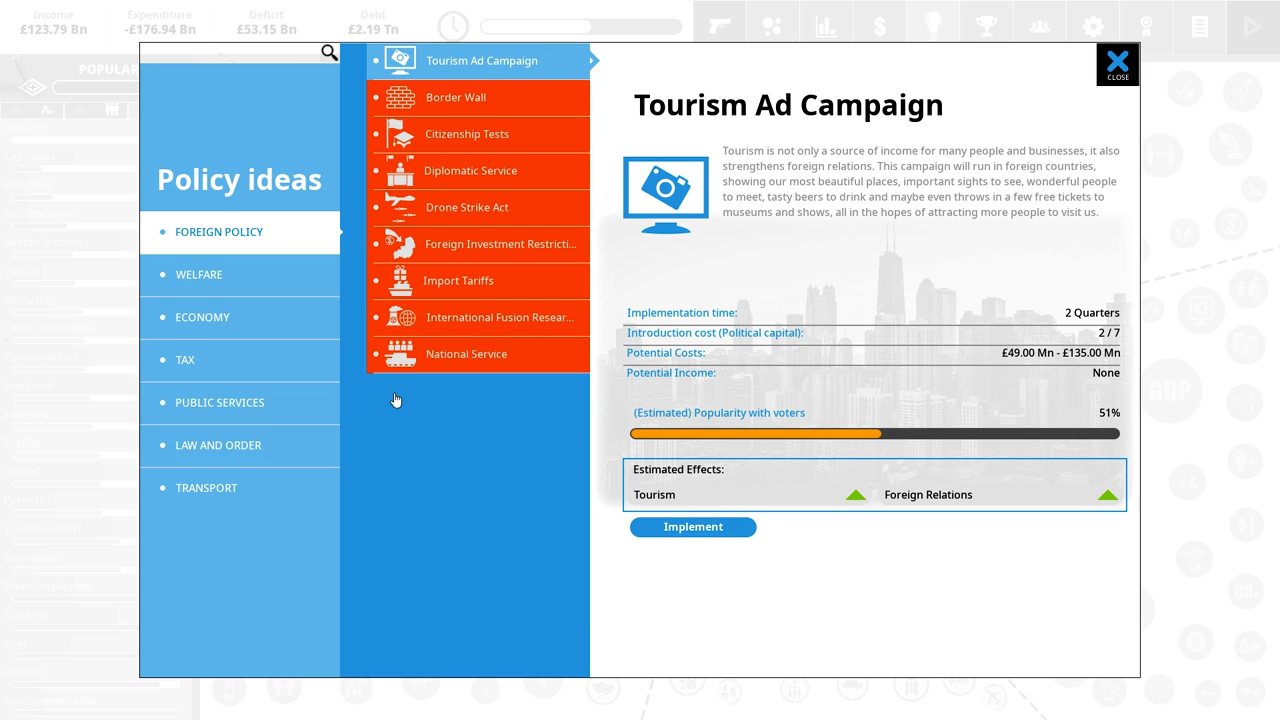 Income
£123.79 Bn
Expenditure
-£176.94 Bn
Deficit
£53.15 Bn
Debt
£2.19 Tn
POPULAR
CLOSE
Policy ideas
FOREIGN POLICY
WELFARE
ECONOMY
TAX
PUBLIC SERVICES
LAW AND ORDER
TRANSPORT
Tourism Ad Campaign
Border Wall
Citizenship Tests
Diplomatic Service
Drone Strike Act
Foreign Investment Restricti...
Import Tariffs
International Fusion Resear...
National Service
Tourism Ad Campaign
Tourism is not only a source of income for many people and businesses, it also
strengthens foreign relations. This campaign will run in foreign countries,
showing our most beautiful places, important sights to see, wonderful people
to meet, tasty beers to drink and maybe even throws in a few free tickets to
museums and shows, all in the hopes of attracting more people to visit us.
Implementation time: 2 Quarters
Introduction cost (Political capital): 2 / 7
Potential Costs: £49.00 Mn - £135.00 Mn
Potential Income: None
(Estimated) Popularity with voters 51%
Estimated Effects:
Tourism Foreign Relations
Implement
GDP